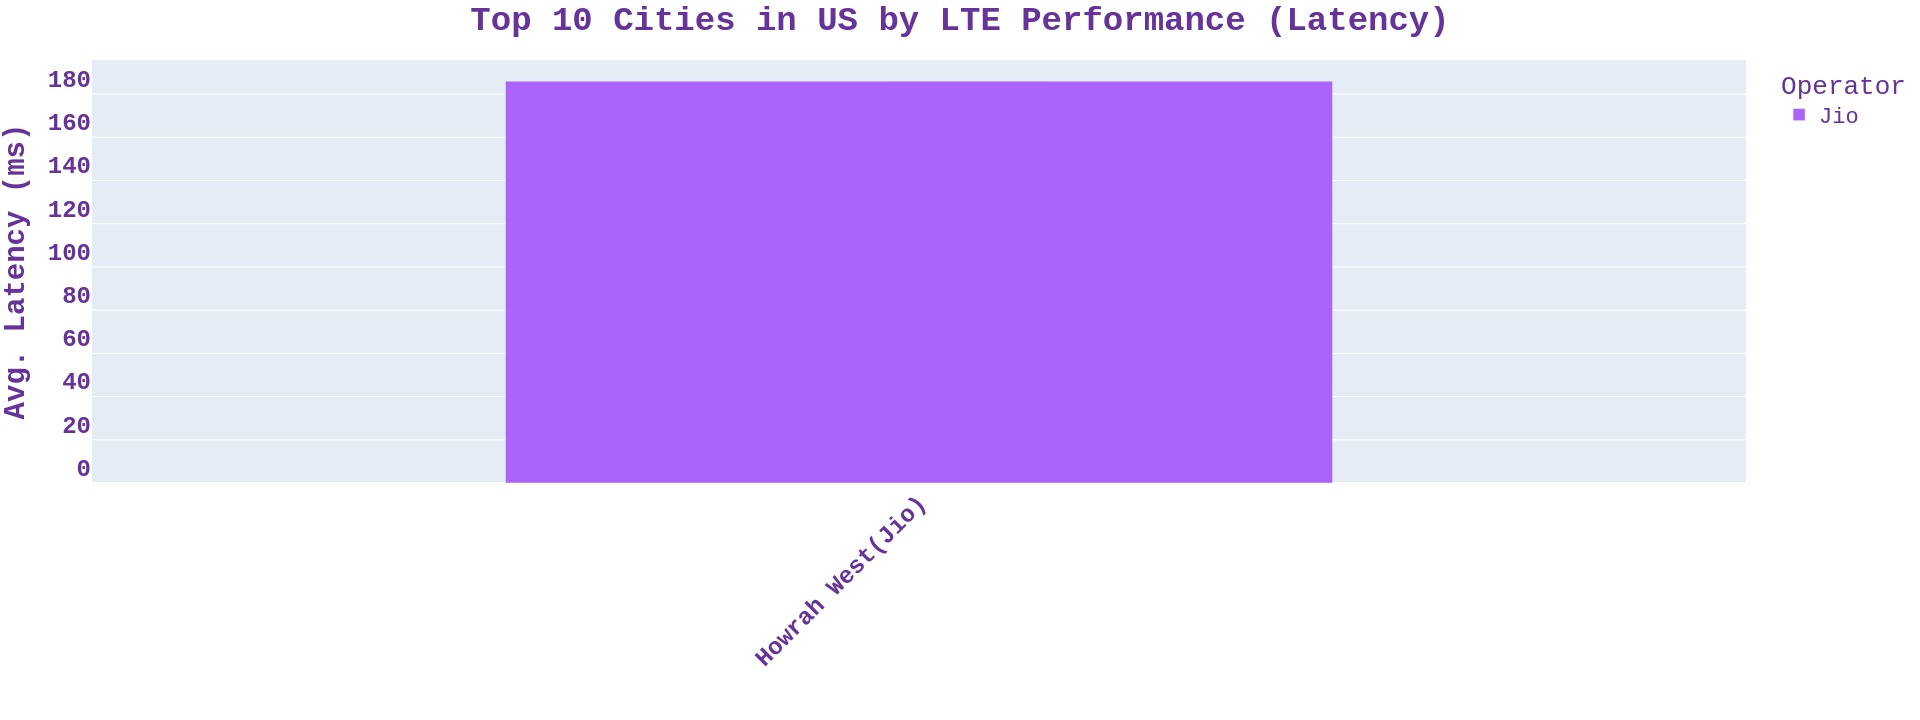 Top 10 Cities in US by LTE Performance (Latency)
Avg. Latency (ms)
180
160
140
120
100
80
60
40
20
0
Howrah West(Jio)
Operator
Jio